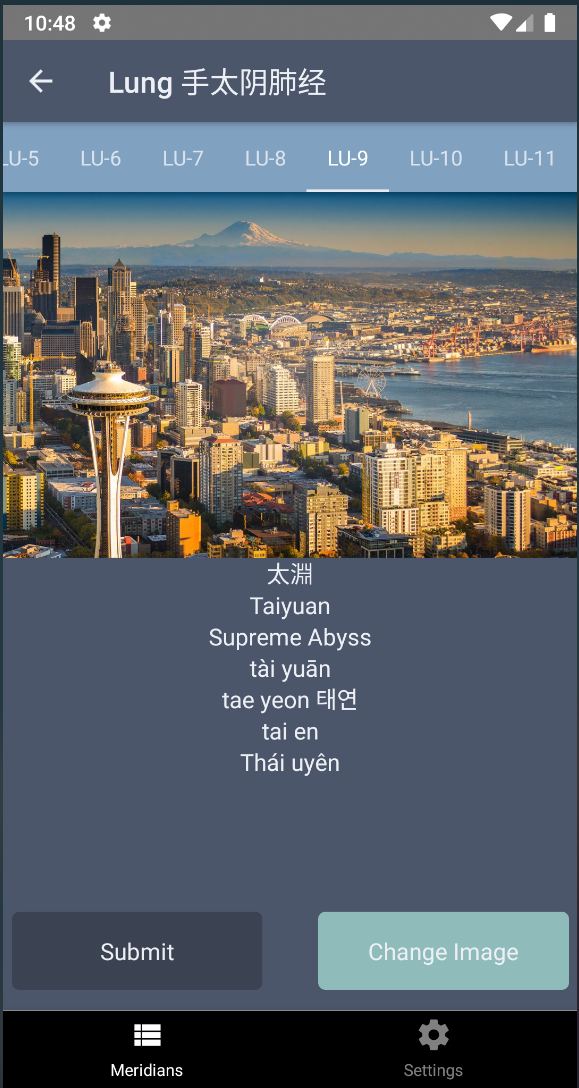 10:48
Lung 手太阴肺经
LU-5 LU-6 LU-7 LU-8 LU-9 LU-10 LU-11
太淵
Taiyuan
Supreme Abyss
tài yuān
tae yeon 태연
tai en
Thái uyên
Submit Change Image
Meridians Settings